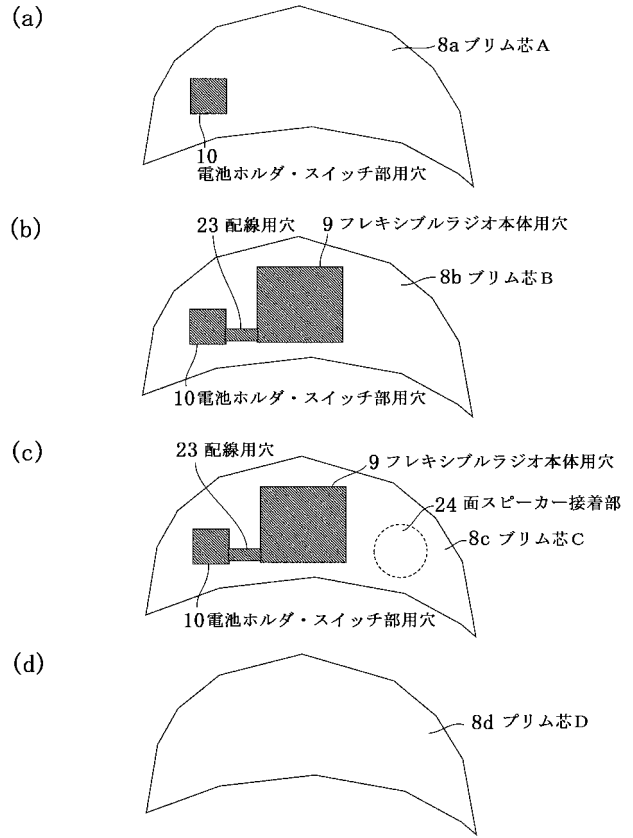 (a)
8a ブリム芯A
10
電池ホルダ・スイッチ部用穴
(b)
23 配線用穴
9 フレキシブルラジオ本体用穴
8b ブリム芯B
10電池ホルダ・スイッチ部用穴
(c)
23 配線用穴
9 フレキシブルラジオ本体用穴
24 面スピーカー接着部
8c ブリム芯C
10電池ホルダ・スイッチ部用穴
(d)
8d ブリム芯D